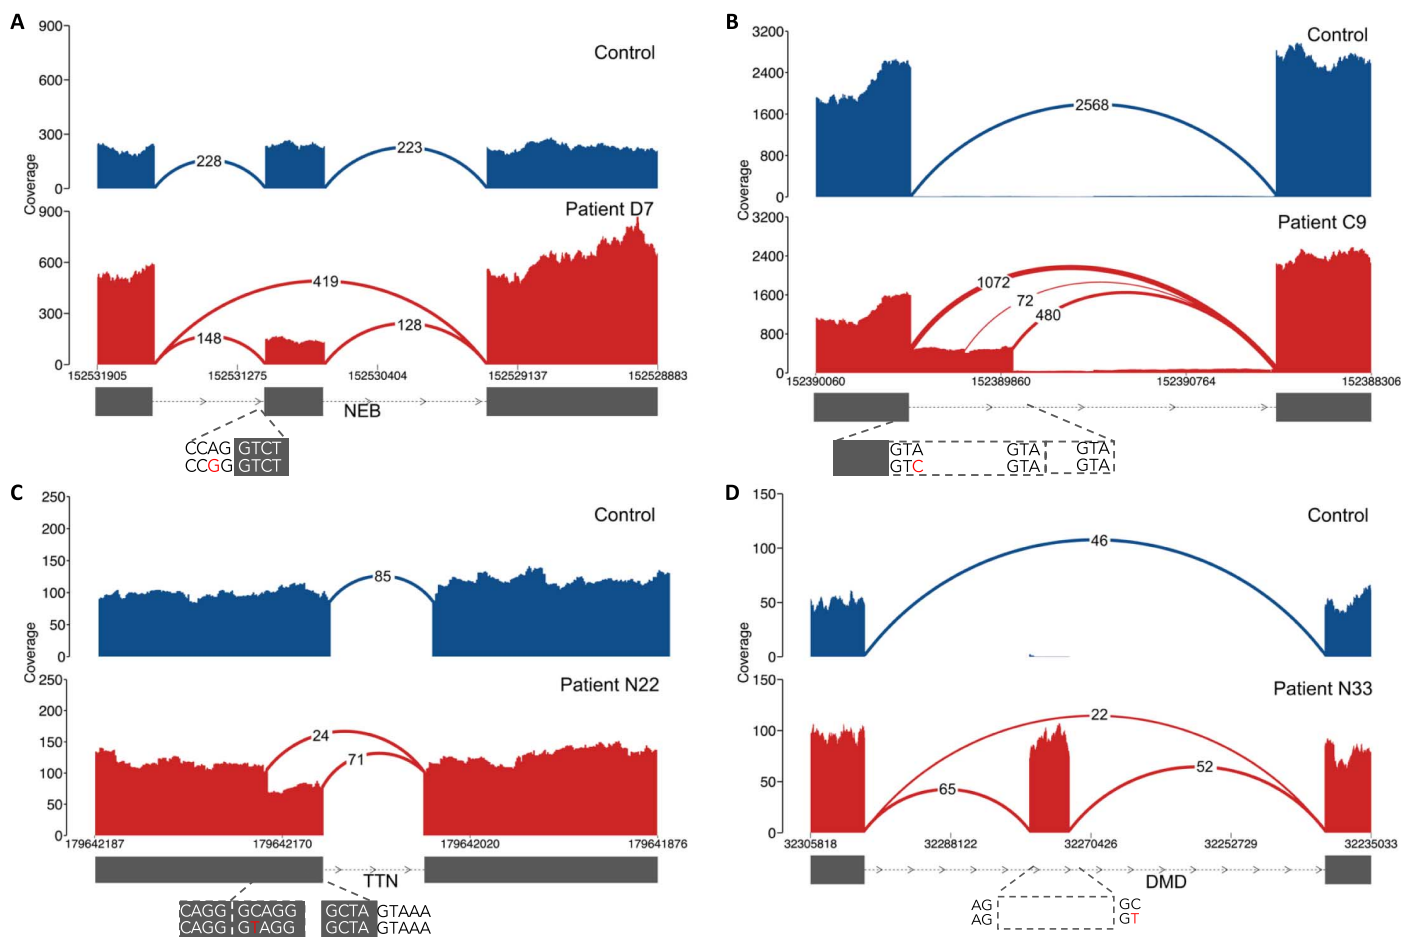 A
900
600
300
0
Coverage
Control
228
223
900
600
300
0
Patient D7
419
148
128
152531905
152531275
152530404
152529137
152528883
NEB
CCAG GTCT
CCGG GTCT
B
3200
2400
1600
800
0
Coverage
Control
2568
3200
2400
1600
800
0
Patient C9
1072
72
480
152390060
152389860
152390764
152388306
GTA GTA GTA
GTC GTA GTA
C
250
200
150
100
50
0
Coverage
Control
85
250
200
150
100
50
0
Patient N22
24
71
179642187
179642170
179642020
179641876
TTN
CAGG GCAGG GCTA GTAAA
CAGG GTAGG GCTA GTAAA
D
150
100
50
0
Coverage
Control
46
150
100
50
0
Patient N33
22
65
52
32305818
32288122
32270426
32252729
32235033
DMD
AG GC
AG GT